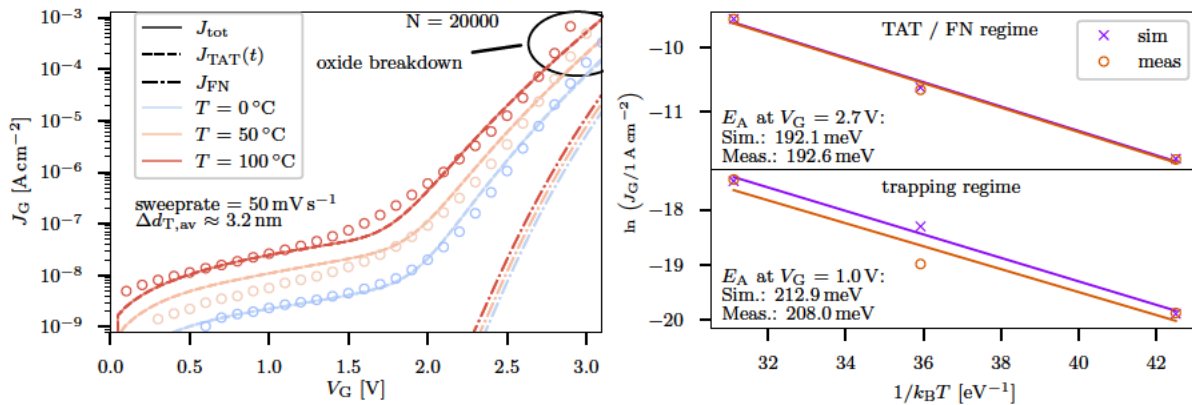 10⁻³
10⁻⁴
10⁻⁵
10⁻⁶
10⁻⁷
10⁻⁸
10⁻⁹
J_G [A cm⁻²]
J_tot
J_TAT(t)
J_FN
T = 0 °C
T = 50 °C
T = 100 °C
N = 20000
oxide breakdown
sweeprate = 50 mV s⁻¹
Δd_T,av ≈ 3.2 nm
0.0 0.5 1.0 1.5 2.0 2.5 3.0
V_G [V]
−10
−11
−18
−19
−20
ln (J_G/1 A cm⁻²)
TAT / FN regime
sim
meas
E_A at V_G = 2.7 V:
Sim.: 192.1 meV
Meas.: 192.6 meV
trapping regime
E_A at V_G = 1.0 V:
Sim.: 212.9 meV
Meas.: 208.0 meV
32 34 36 38 40 42
1/k_BT [eV⁻¹]